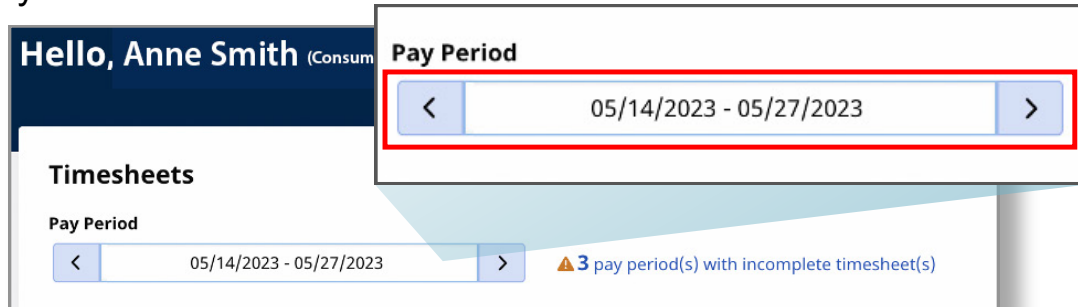 Hello, Anne Smith (Consum
Pay Period
05/14/2023 - 05/27/2023
Timesheets
Pay Period
05/14/2023 - 05/27/2023
3 pay period(s) with incomplete timesheet(s)